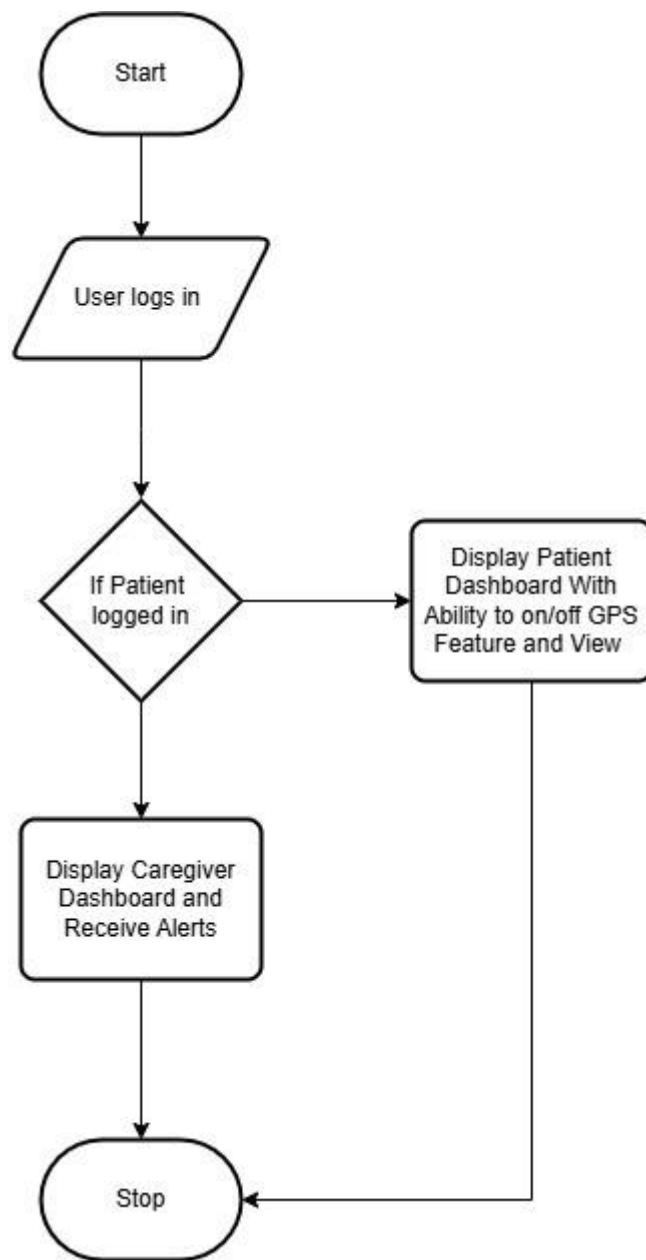 Start
User logs in
If Patient
logged in
Display Patient
Dashboard With
Ability to on/off GPS
Feature and View
Display Caregiver
Dashboard and
Receive Alerts
Stop